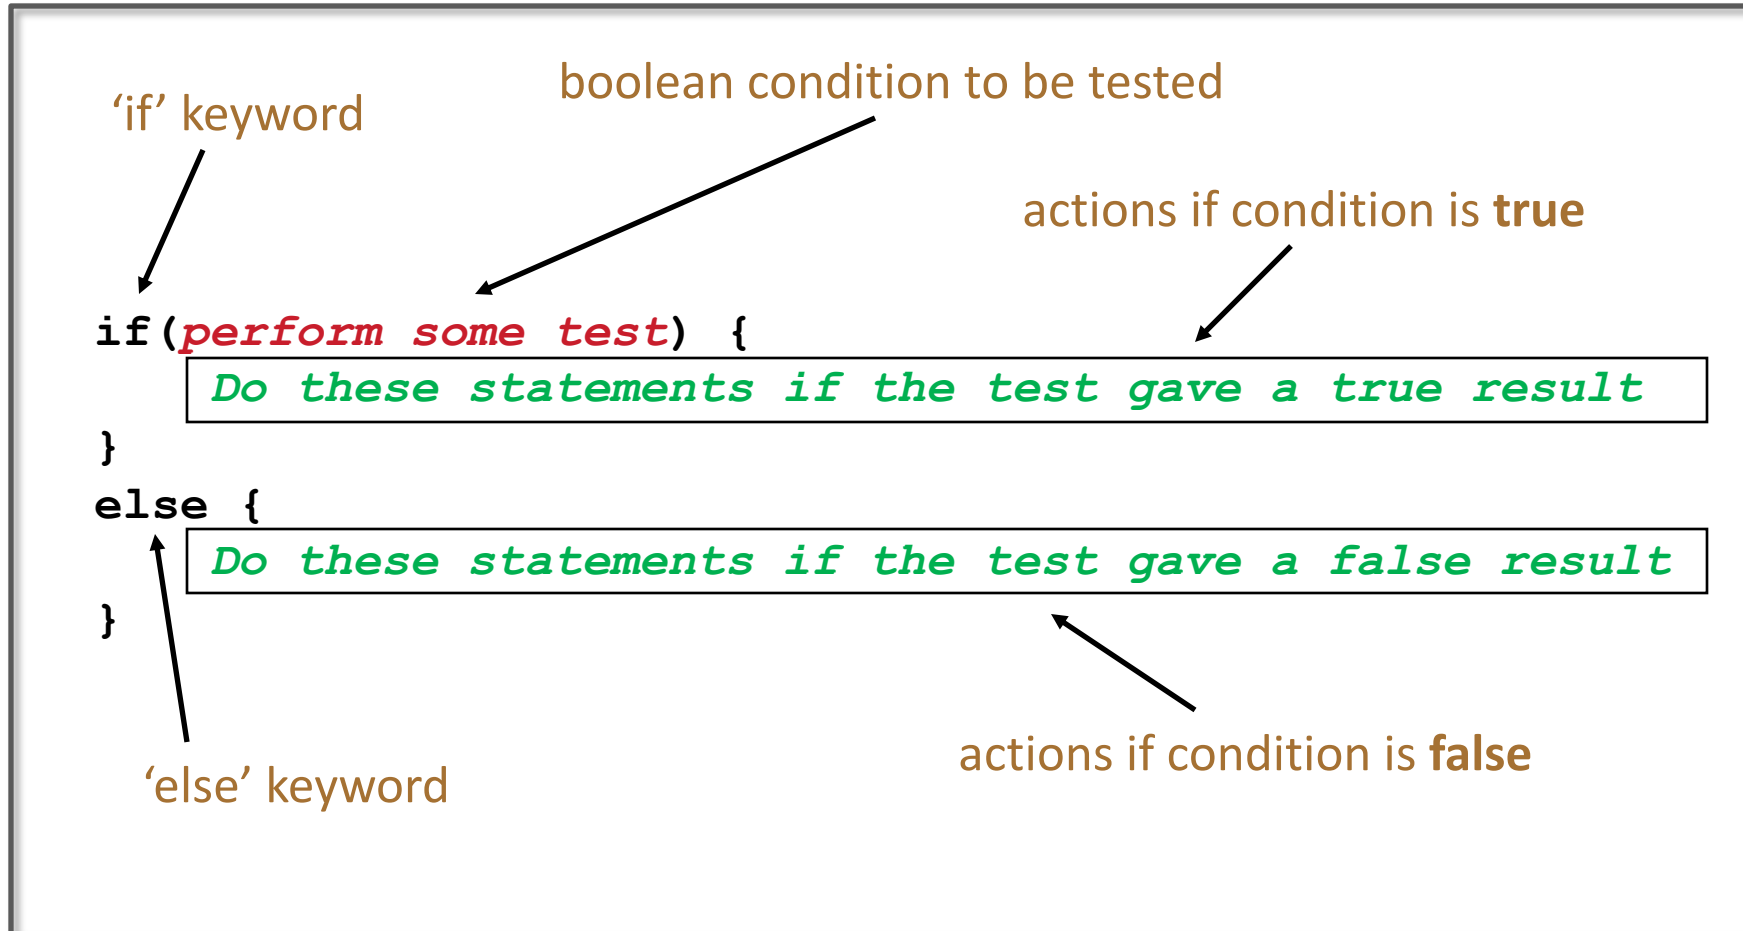 boolean condition to be tested
‘if’ keyword
actions if condition is true
if(perform some test) {
Do these statements if the test gave a true result
}
else {
Do these statements if the test gave a false result
}
actions if condition is false
‘else’ keyword